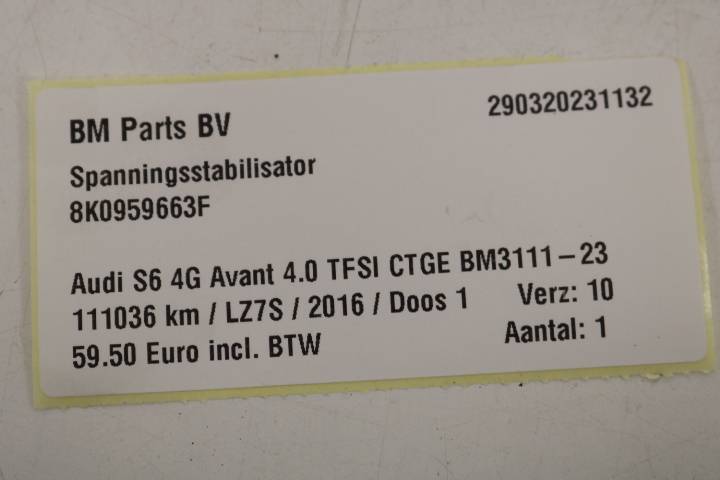 BM Parts BV
290320231132
Spanningsstabilisator
8K0959663F
Audi S6 4G Avant 4.0 TFSI CTGE BM3111-23
111036 km / LZ7S / 2016 / Doos 1 Verz: 10
59.50 Euro incl. BTW Aantal: 1